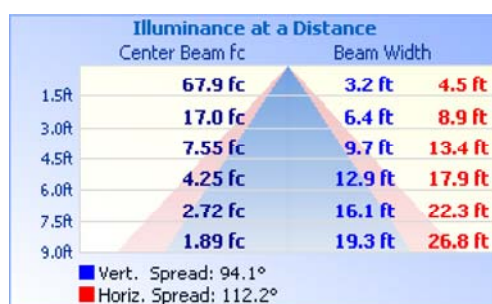 Illuminance at a Distance
Center Beam fc Beam Width
1.5ft 67.9 fc 3.2 ft 4.5 ft
3.0ft 17.0 fc 6.4 ft 8.9 ft
4.5ft 7.55 fc 9.7 ft 13.4 ft
6.0ft 4.25 fc 12.9 ft 17.9 ft
7.5ft 2.72 fc 16.1 ft 22.3 ft
9.0ft 1.89 fc 19.3 ft 26.8 ft
Vert. Spread: 94.1°
Horiz. Spread: 112.2°